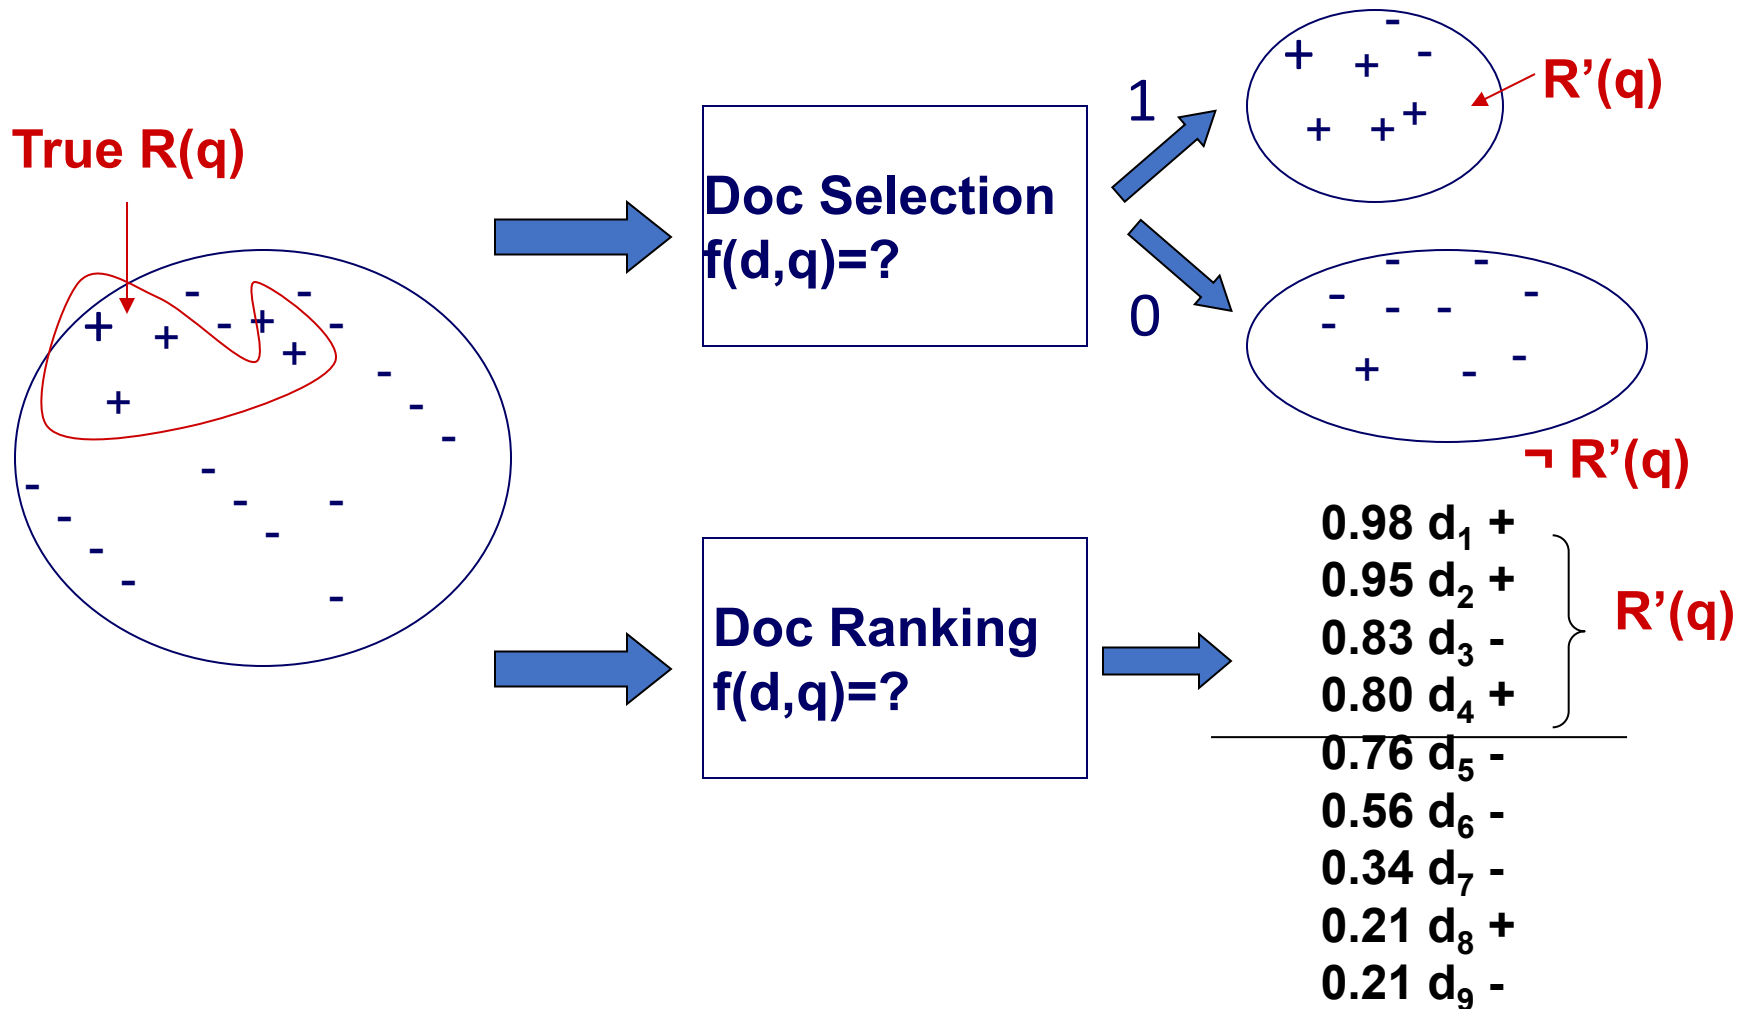 True R(q)
Doc Selection
f(d,q)=?
1
0
R’(q)
¬ R’(q)
Doc Ranking
f(d,q)=?
0.98 d₁ +
0.95 d₂ +
0.83 d₃ -
0.80 d₄ +
0.76 d₅ -
0.56 d₆ -
0.34 d₇ -
0.21 d₈ +
0.21 d₉ -
R’(q)